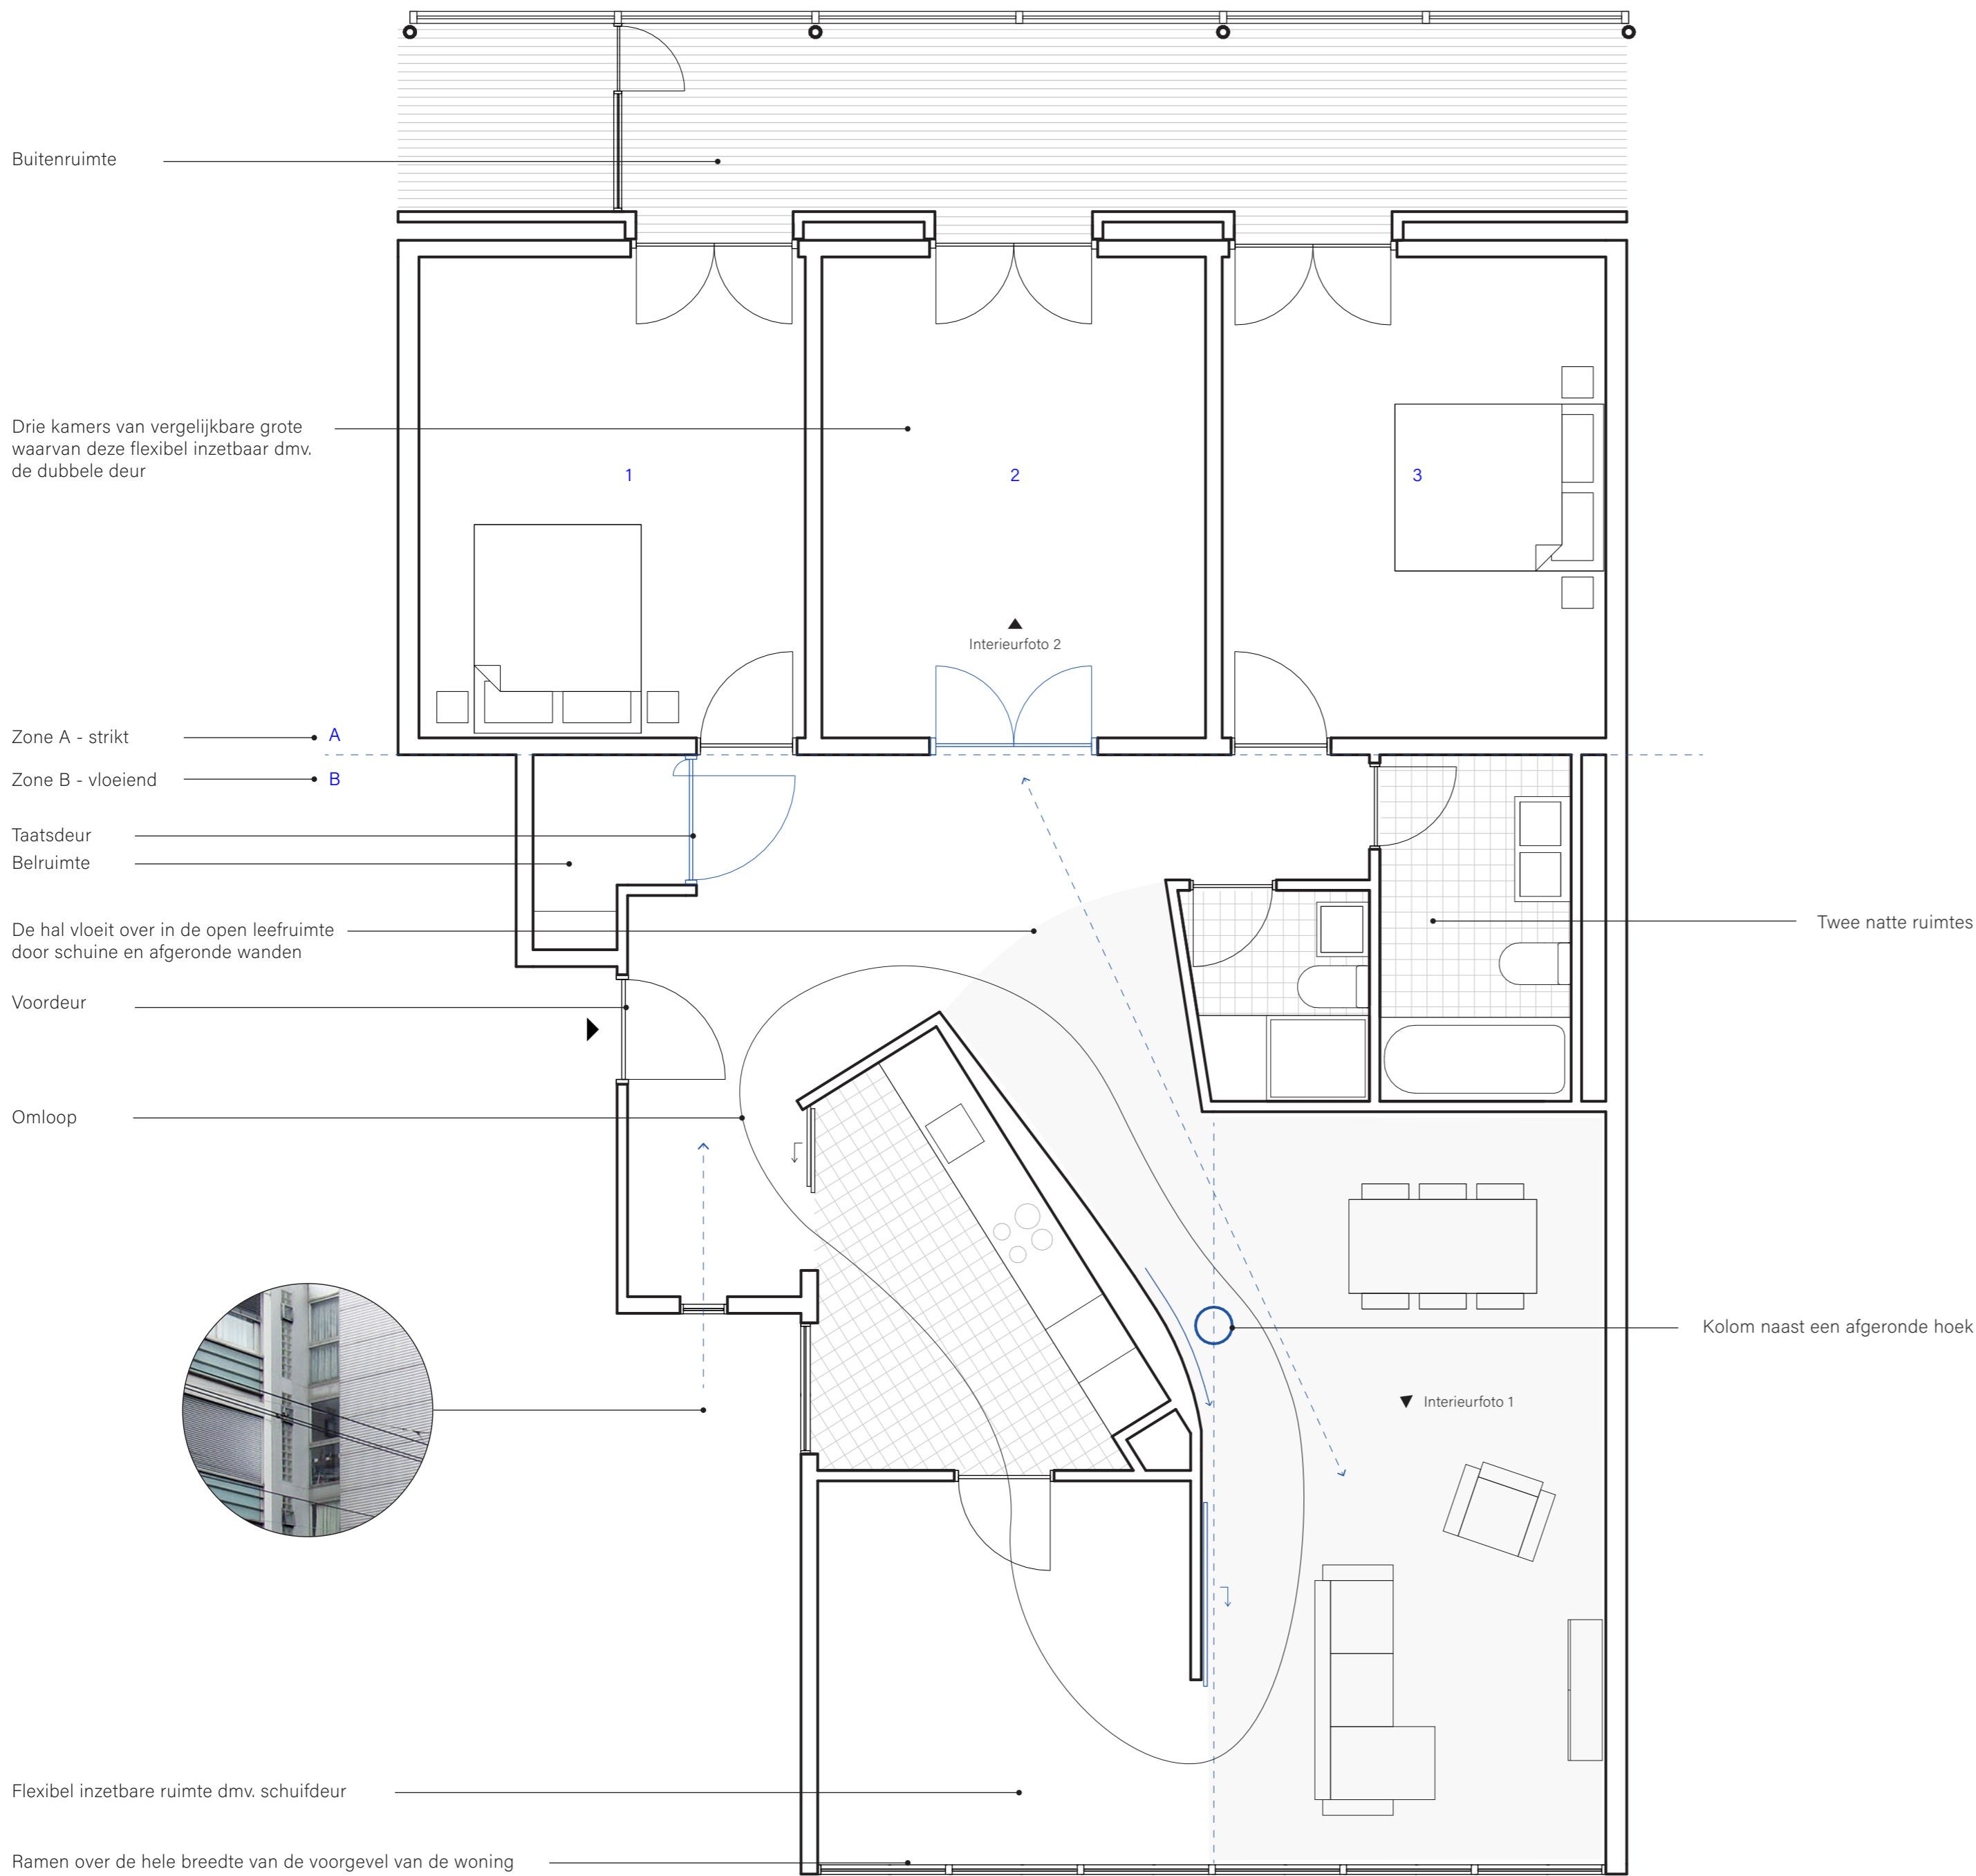 Buitenruimte
Drie kamers van vergelijkbare grote
waarvan deze flexibel inzetbaar dmv.
de dubbele deur
1
2
3
Interieurfoto 2
Zone A - strikt
A
Zone B - vloeiend
B
Taatsdeur
Belruimte
De hal vloeit over in de open leefruimte
door schuine en afgeronde wanden
Twee natte ruimtes
Voordeur
Omloop
Kolom naast een afgeronde hoek
Interieurfoto 1
Flexibel inzetbare ruimte dmv. schuifdeur
Ramen over de hele breedte van de voorgevel van de woning